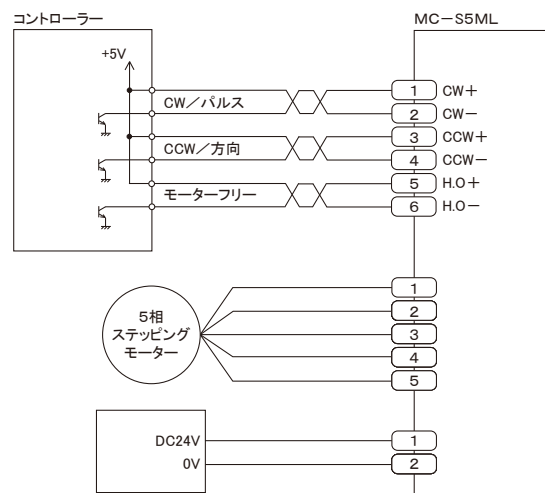 コントローラー
MC-S5ML
+5V
CW/パルス
1 CW+
2 CW-
CCW/方向
3 CCW+
4 CCW-
モーターフリー
5 H.O+
6 H.O-
5相
ステッピング
モーター
1
2
3
4
5
DC24V
1
0V
2